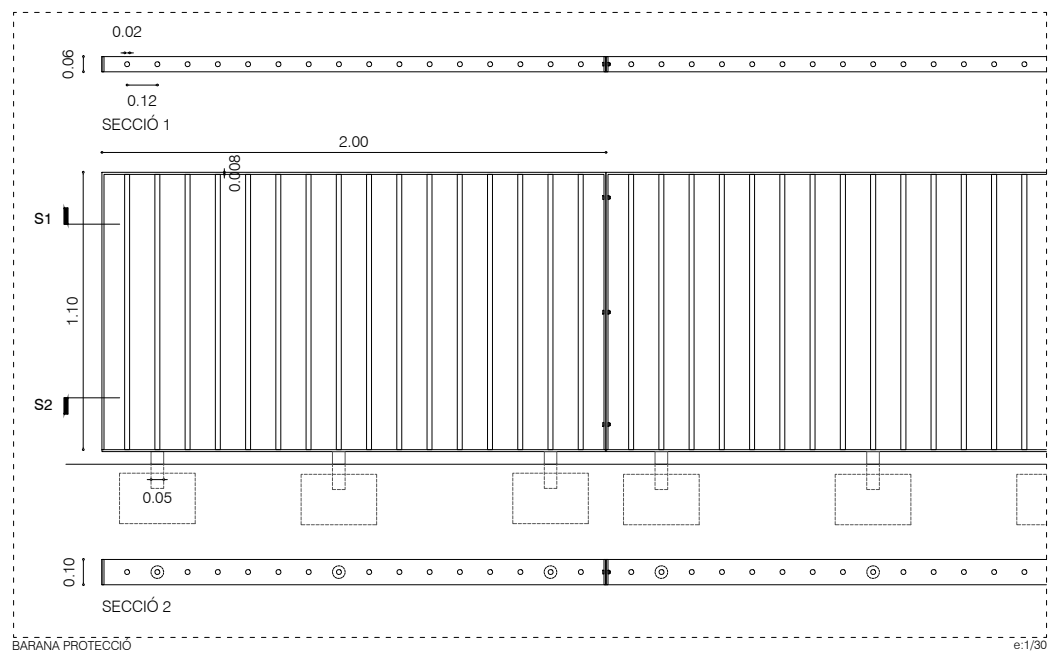 0.02
0.06
0.12
SECCIÓ 1
2.00
0.008
S1
1.10
S2
0.05
0.10
SECCIÓ 2
BARANA PROTECCIÓ
e:1/30